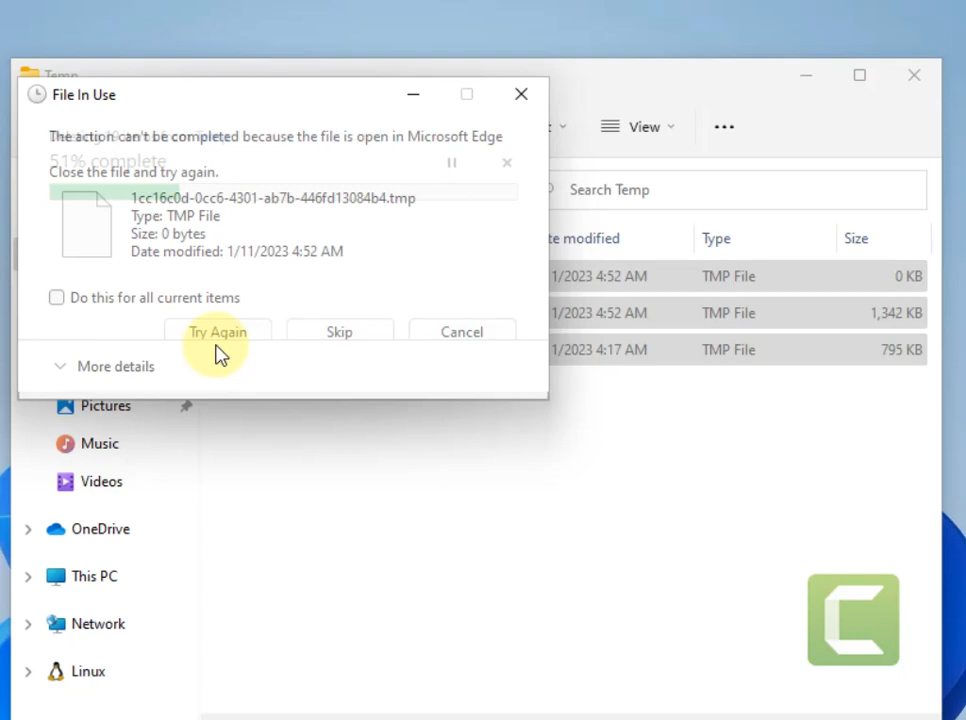 Temp
File In Use
The action can't be completed because the file is open in Microsoft Edge
51% complete
Close the file and try again.
1cc16c0d-0cc6-4301-ab7b-446fd13084b4.tmp
Type: TMP File
Size: 0 bytes
Date modified: 1/11/2023 4:52 AM
Do this for all current items
Try Again
Skip
Cancel
More details
View
Search Temp
te modified
Type
Size
1/2023 4:52 AM
TMP File
0 KB
1/2023 4:52 AM
TMP File
1,342 KB
1/2023 4:17 AM
TMP File
795 KB
Pictures
Music
Videos
OneDrive
This PC
Network
Linux